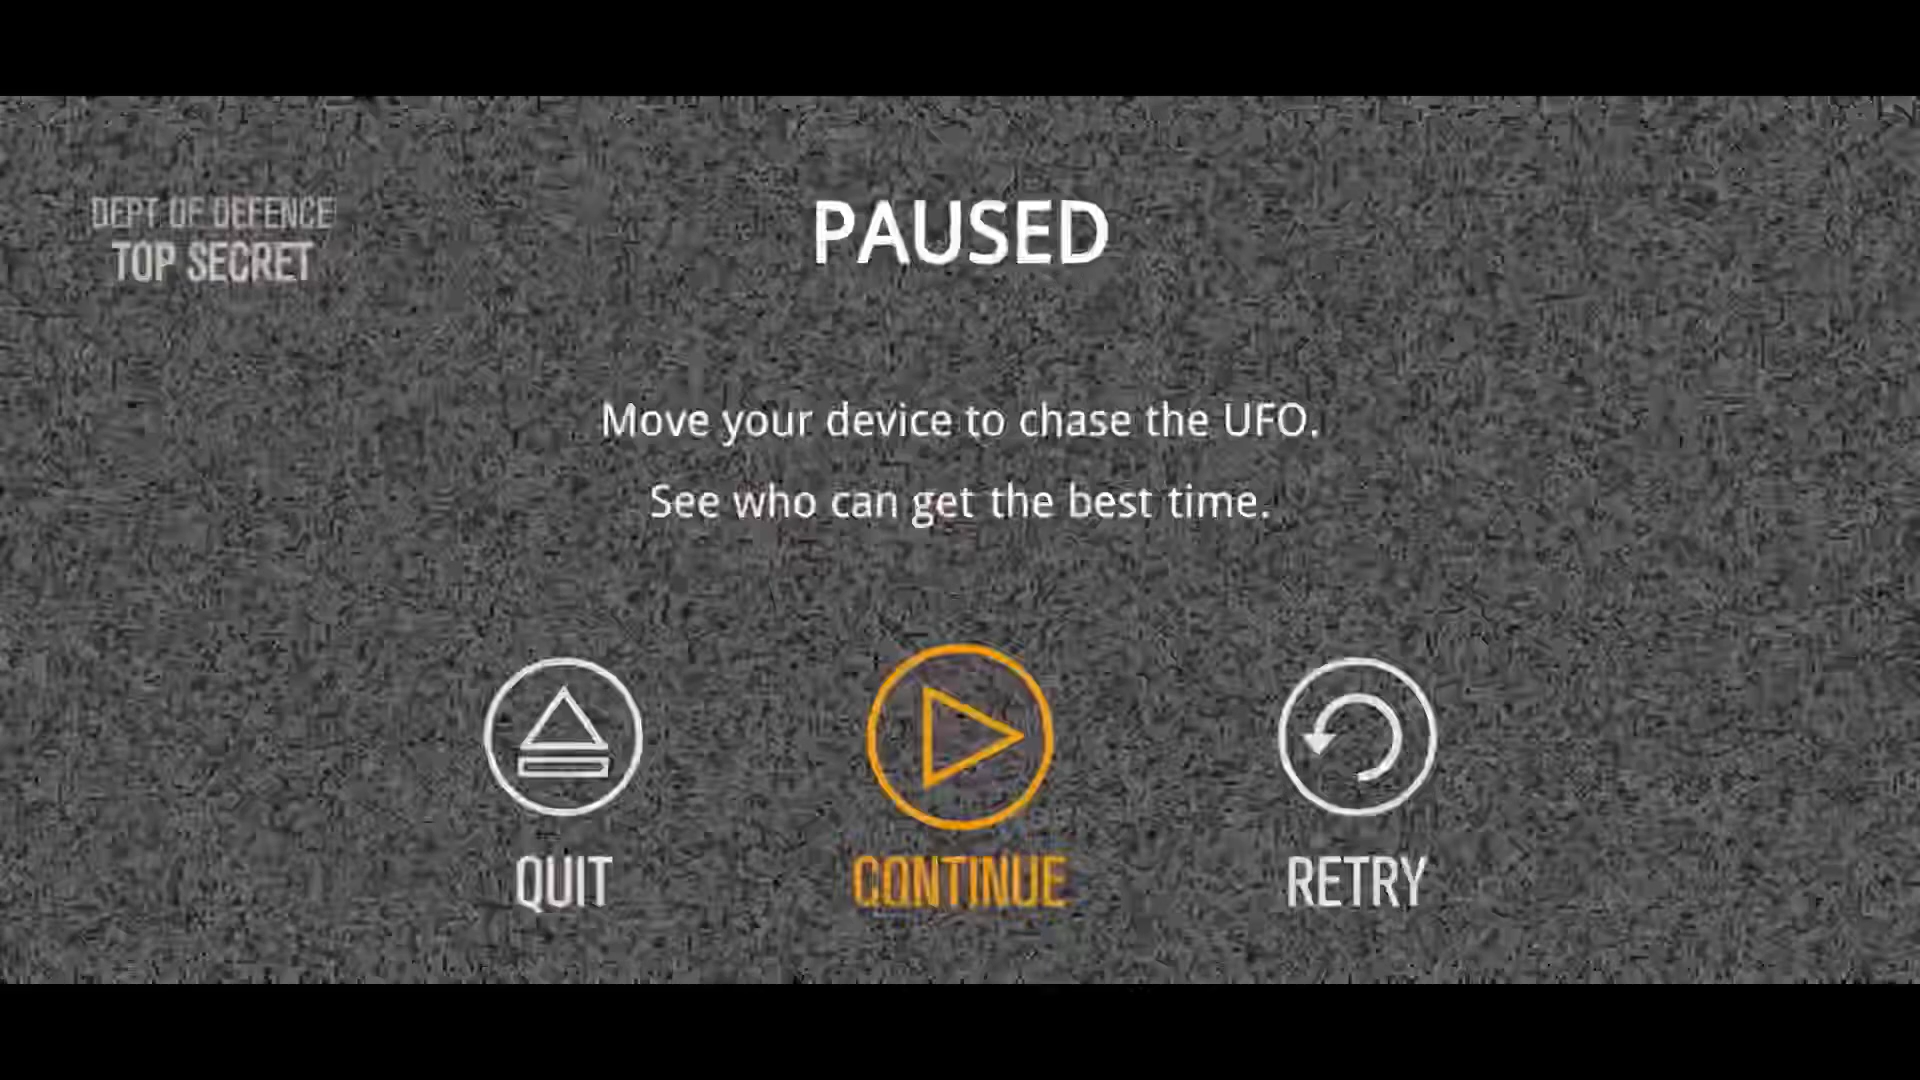 DEPT OF DEFENCE
TOP SECRET
PAUSED
Move your device to chase the UFO.
See who can get the best time.
QUIT
CONTINUE
RETRY